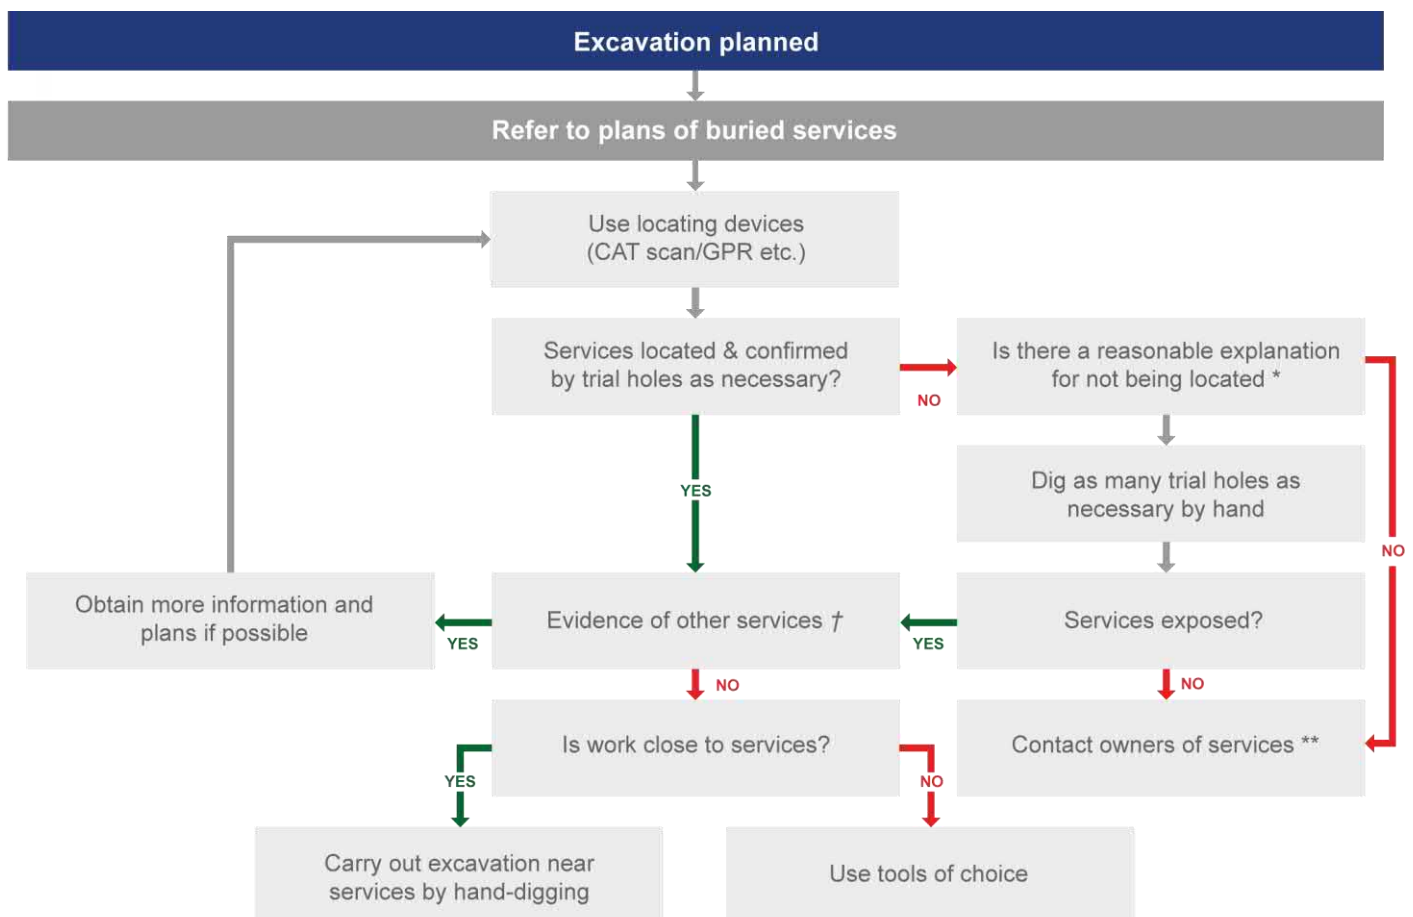 Excavation planned
Refer to plans of buried services
Use locating devices
(CAT scan/GPR etc.)
Services located & confirmed
by trial holes as necessary?
NO
Is there a reasonable explanation
for not being located *
YES
Dig as many trial holes as
necessary by hand
NO
Obtain more information and
plans if possible
YES
Evidence of other services †
YES
Services exposed?
NO
NO
Is work close to services?
Contact owners of services **
YES
NO
Carry out excavation near
services by hand-digging
Use tools of choice